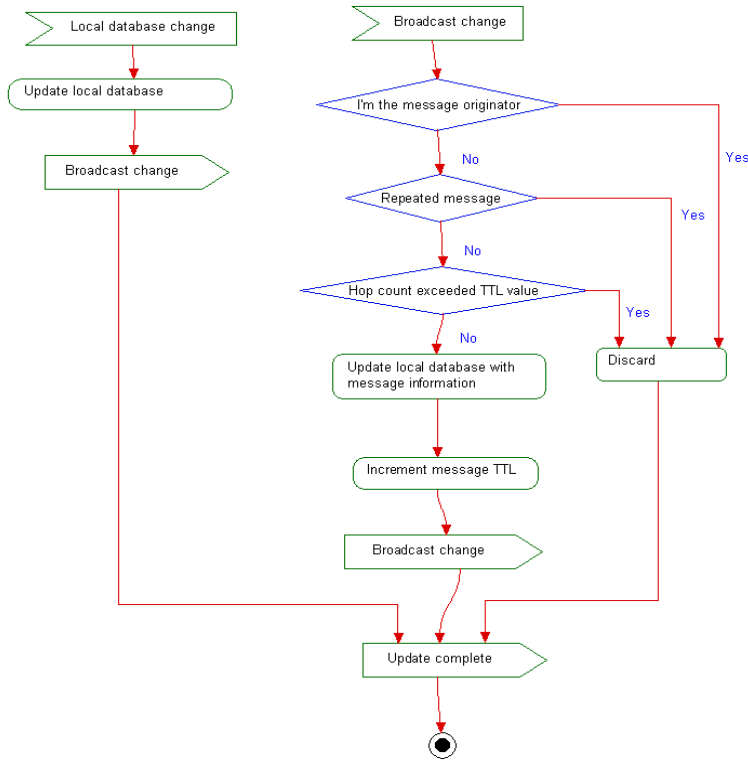 Local database change
Broadcast change
Update local database
I'm the message originator
Yes
No
Broadcast change
Repeated message
Yes
No
Hop count exceeded TTL value
Yes
No
Update local database with
message information
Discard
Increment message TTL
Broadcast change
Update complete